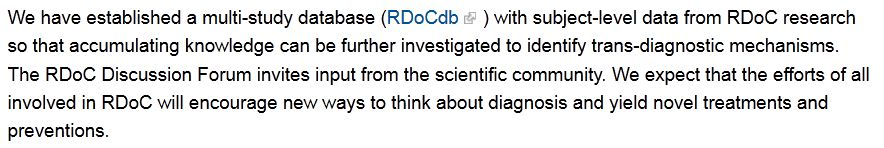 We have established a multi-study database (RDoCdb ) with subject-level data from RDoC research
so that accumulating knowledge can be further investigated to identify trans-diagnostic mechanisms.
The RDoC Discussion Forum invites input from the scientific community. We expect that the efforts of all
involved in RDoC will encourage new ways to think about diagnosis and yield novel treatments and
preventions.